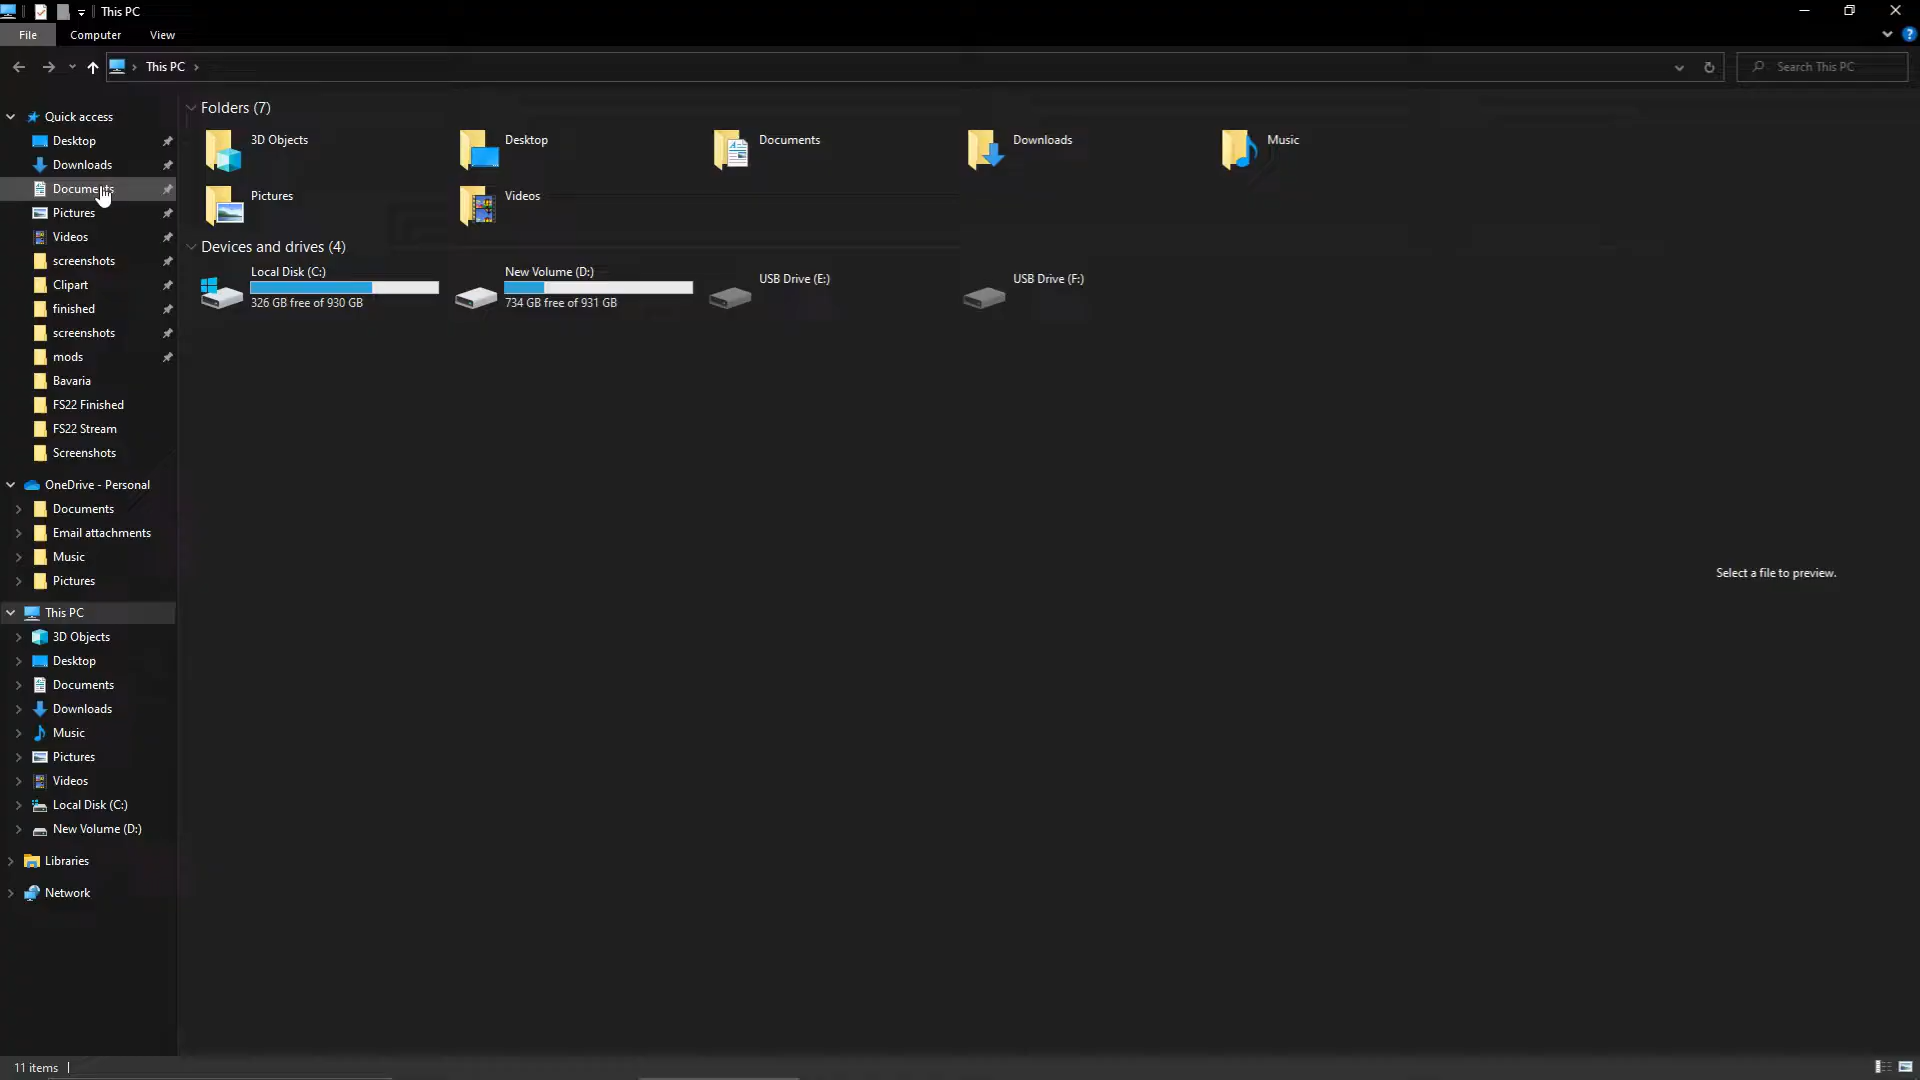 This PC
File
Computer
View
This PC
Search This PC
Quick access
Desktop
Downloads
Documents
Pictures
Videos
screenshots
Clipart
finished
screenshots
mods
Bavaria
FS22 Finished
FS22 Stream
Screenshots
OneDrive - Personal
Documents
Email attachments
Music
Pictures
This PC
3D Objects
Desktop
Documents
Downloads
Music
Pictures
Videos
Local Disk (C:)
New Volume (D:)
Libraries
Network
Folders (7)
3D Objects
Desktop
Documents
Downloads
Music
Pictures
Videos
Devices and drives (4)
Local Disk (C:)
326 GB free of 930 GB
New Volume (D:)
734 GB free of 931 GB
USB Drive (E:)
USB Drive (F:)
Select a file to preview.
11 items